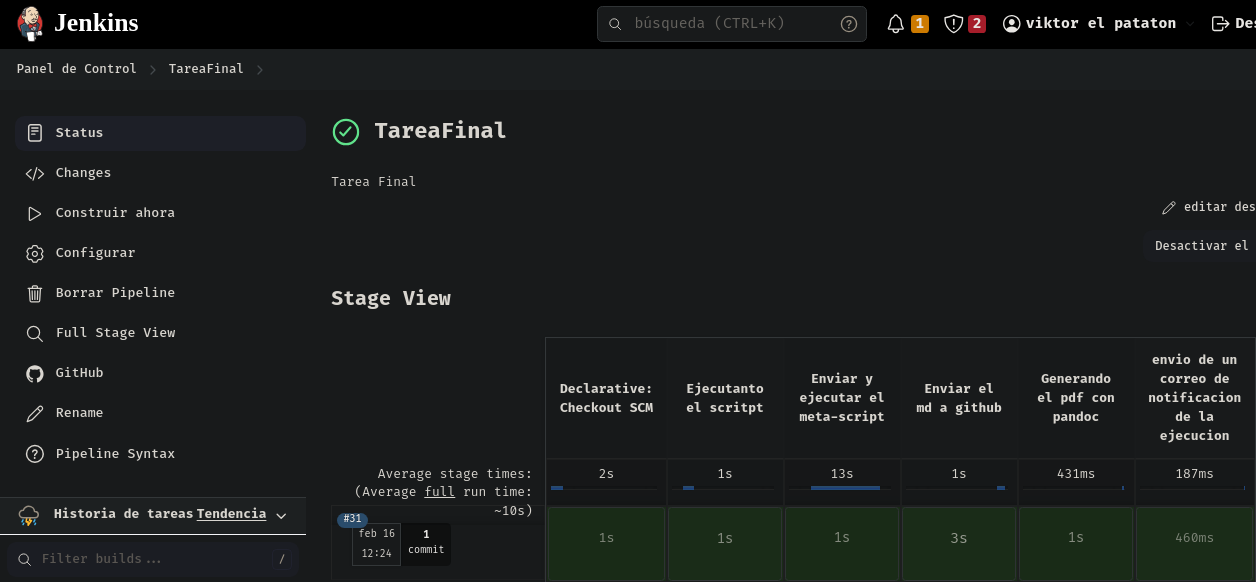 Jenkins
búsqueda (CTRL+K)
1
2
viktor el pataton
Des
Panel de Control
TareaFinal
Status
Changes
Construir ahora
Configurar
Borrar Pipeline
Full Stage View
GitHub
Rename
Pipeline Syntax
Historia de tareas Tendencia
Filter builds...
/
TareaFinal
Tarea Final
editar des
Desactivar el
Stage View
Declarative:
Checkout SCM
Ejecutanto
el scritpt
Enviar y
ejecutar el
meta-script
Enviar el
md a github
Generando
el pdf con
pandoc
envio de un
correo de
notificacion
de la
ejecucion
Average stage times:
(Average full run time:
~10s)
2s
1s
13s
1s
431ms
187ms
#31
feb 16
12:24
1
commit
1s
1s
1s
3s
1s
460ms